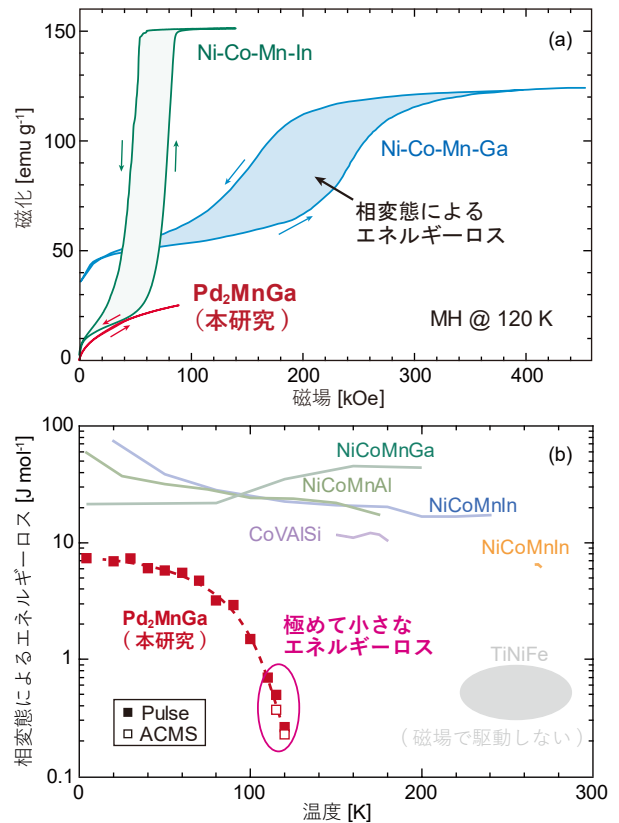 (a)
150
100
50
0
磁化 [emu g⁻¹]
Ni-Co-Mn-In
Ni-Co-Mn-Ga
相変態による
エネルギーロス
Pd₂MnGa
(本研究)
MH @ 120 K
0
100
200
300
400
磁場 [kOe]
(b)
100
10
1
0.1
相変態によるエネルギーロス [J mol⁻¹]
NiCoMnGa
NiCoMnAl
NiCoMnIn
CoVAlSi
NiCoMnIn
Pd₂MnGa
(本研究)
極めて小さな
エネルギーロス
TiNiFe
(磁場で駆動しない)
Pulse
ACMS
0
100
200
300
温度 [K]